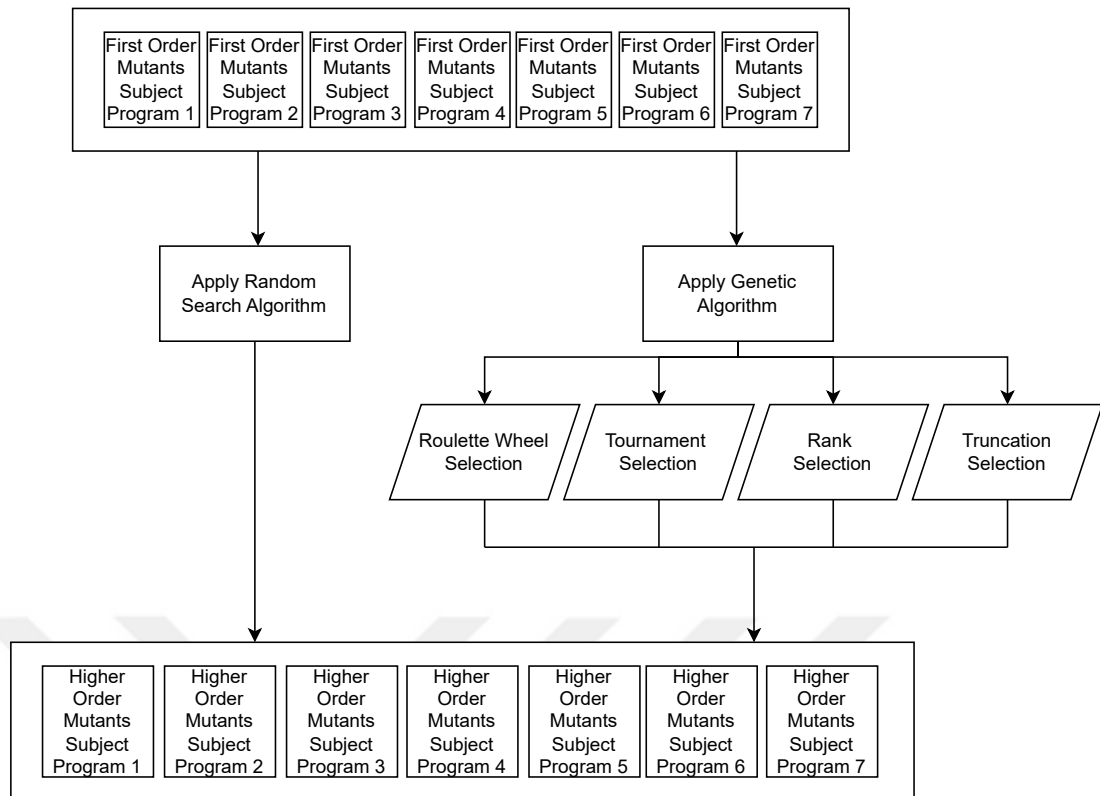 First Order
Mutants
Subject
Program 1
First Order
Mutants
Subject
Program 2
First Order
Mutants
Subject
Program 3
First Order
Mutants
Subject
Program 4
First Order
Mutants
Subject
Program 5
First Order
Mutants
Subject
Program 6
First Order
Mutants
Subject
Program 7
Apply Random
Search Algorithm
Apply Genetic
Algorithm
Roulette Wheel
Selection
Tournament
Selection
Rank
Selection
Truncation
Selection
Higher
Order
Mutants
Subject
Program 1
Higher
Order
Mutants
Subject
Program 2
Higher
Order
Mutants
Subject
Program 3
Higher
Order
Mutants
Subject
Program 4
Higher
Order
Mutants
Subject
Program 5
Higher
Order
Mutants
Subject
Program 6
Higher
Order
Mutants
Subject
Program 7